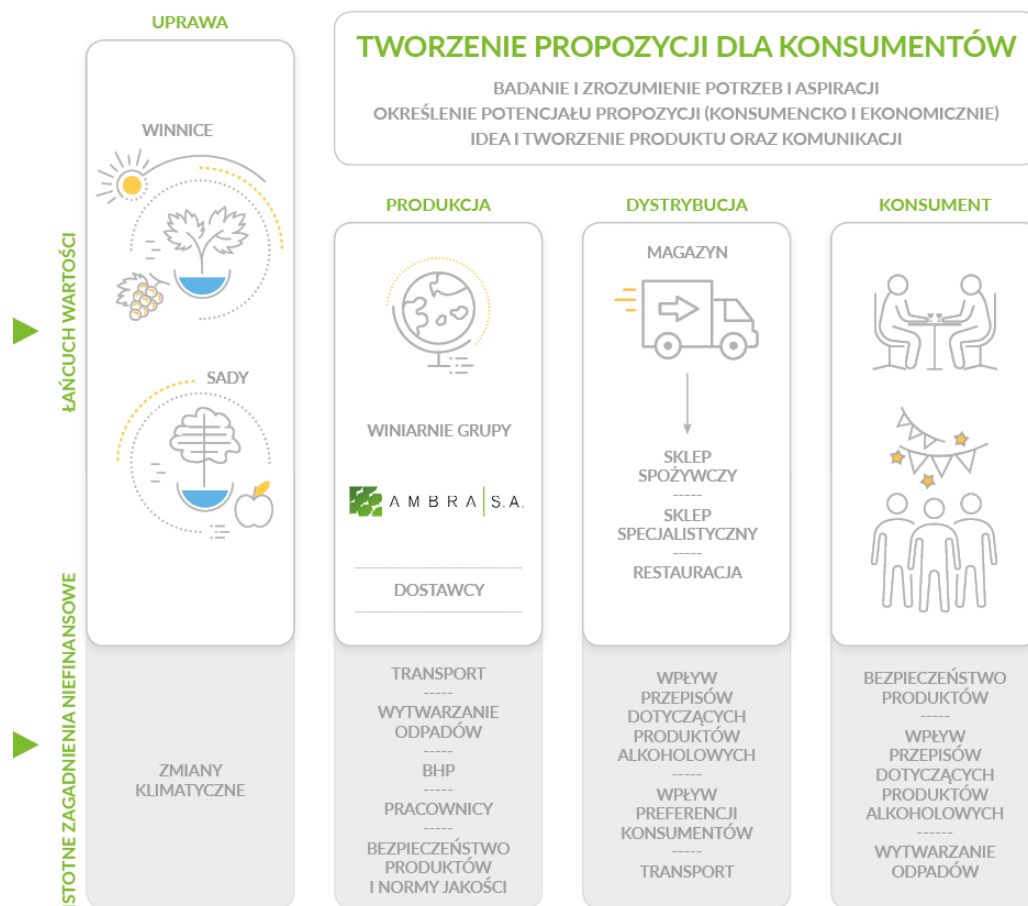 UPRAWA
TWORZENIE PROPOZYCJI DLA KONSUMENTÓW
BADANIE I ZROZUMIENIE POTRZEB I ASPIRACJI
OKREŚLENIE POTENCJAŁU PROPOZYCJI (KONSUMENCKO I EKONOMICZNIE)
IDEA I TWORZENIE PRODUKTU ORAZ KOMUNIKACJI
ŁAŃCUCH WARTOŚCI
WINNICE
SADY
PRODUKCJA
WINIARNIE GRUPY
AMBRA S.A.
DOSTAWCY
DYSTRYBUCJA
MAGAZYN
SKLEP
SPOŻYWCZY
-----
SKLEP
SPECJALISTYCZNY
-----
RESTAURACJA
KONSUMENT
ISTOTNE ZAGADNIENIA NIEFINANSOWE
ZMIANY
KLIMATYCZNE
TRANSPORT
-----
WYTWARZANIE
ODPADÓW
-----
BHP
-----
PRACOWNICY
-----
BEZPIECZEŃSTWO
PRODUKTÓW
I NORMY JAKOŚCI
WPŁYW
PRZEPISÓW
DOTYCZĄCYCH
PRODUKTÓW
ALKOHOLOWYCH
-----
WPŁYW
PREFERENCJI
KONSUMENTÓW
-----
TRANSPORT
BEZPIECZEŃSTWO
PRODUKTÓW
-----
WPŁYW
PRZEPISÓW
DOTYCZĄCYCH
PRODUKTÓW
ALKOHOLOWYCH
------
WYTWARZANIE
ODPADÓW